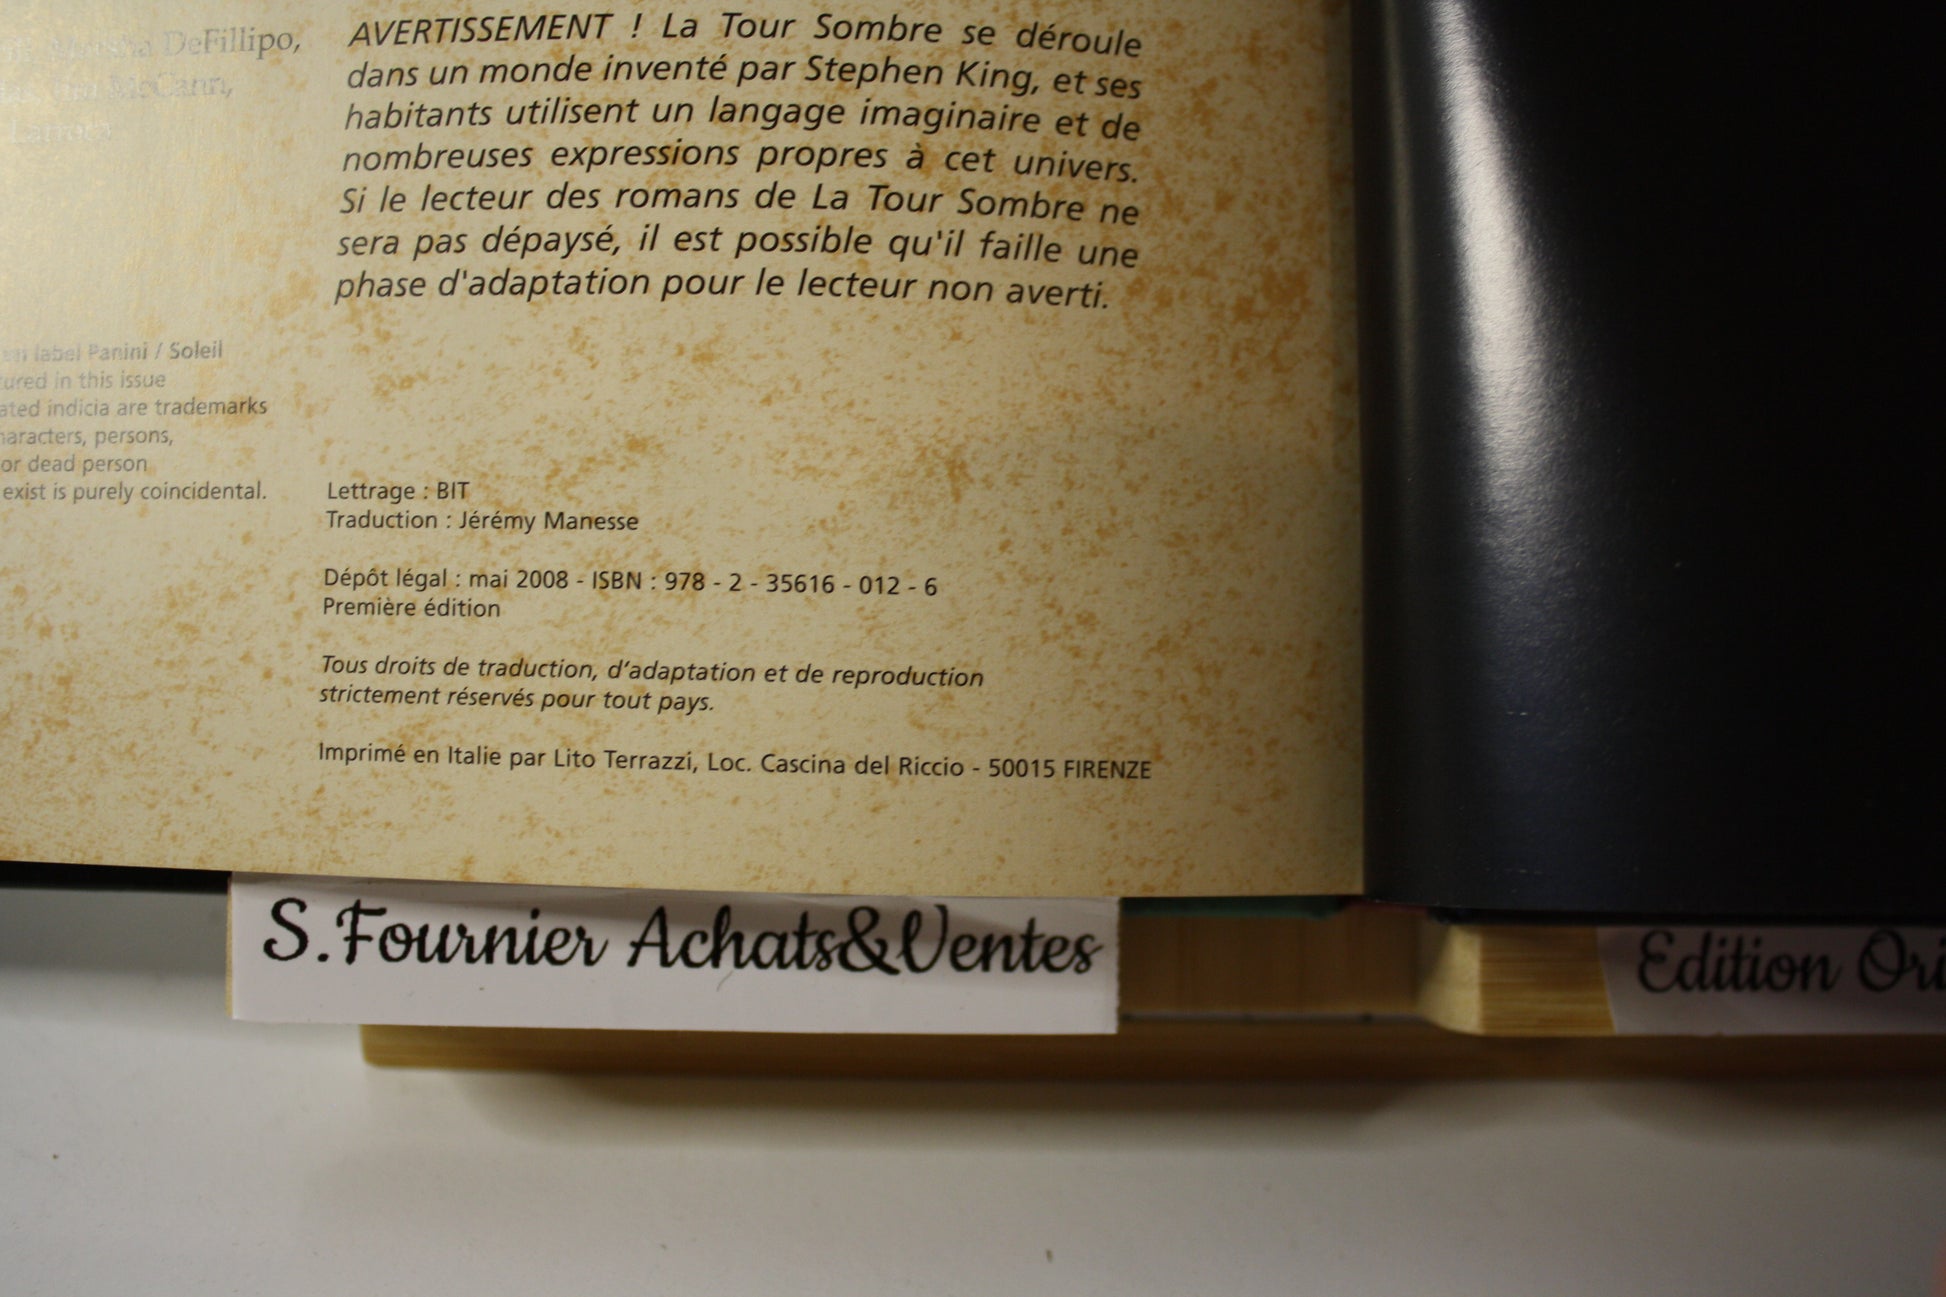 DeFillipo,
McCann,
Larroca
AVERTISSEMENT ! La Tour Sombre se déroule
dans un monde inventé par Stephen King, et ses
habitants utilisent un langage imaginaire et de
nombreuses expressions propres à cet univers.
Si le lecteur des romans de La Tour Sombre ne
sera pas dépaysé, il est possible qu'il faille une
phase d'adaptation pour le lecteur non averti.
un label Panini / Soleil
in this issue
indicia are trademarks
persons,
or dead person
exist is purely coincidental.
Lettrage : BIT
Traduction : Jérémy Manesse
Dépôt légal : mai 2008 - ISBN : 978 - 2 - 35616 - 012 - 6
Première édition
Tous droits de traduction, d'adaptation et de reproduction
strictement réservés pour tout pays.
Imprimé en Italie par Lito Terrazzi, Loc. Cascina del Riccio - 50015 FIRENZE
S.Fournier Achats&Ventes
Edition Ori